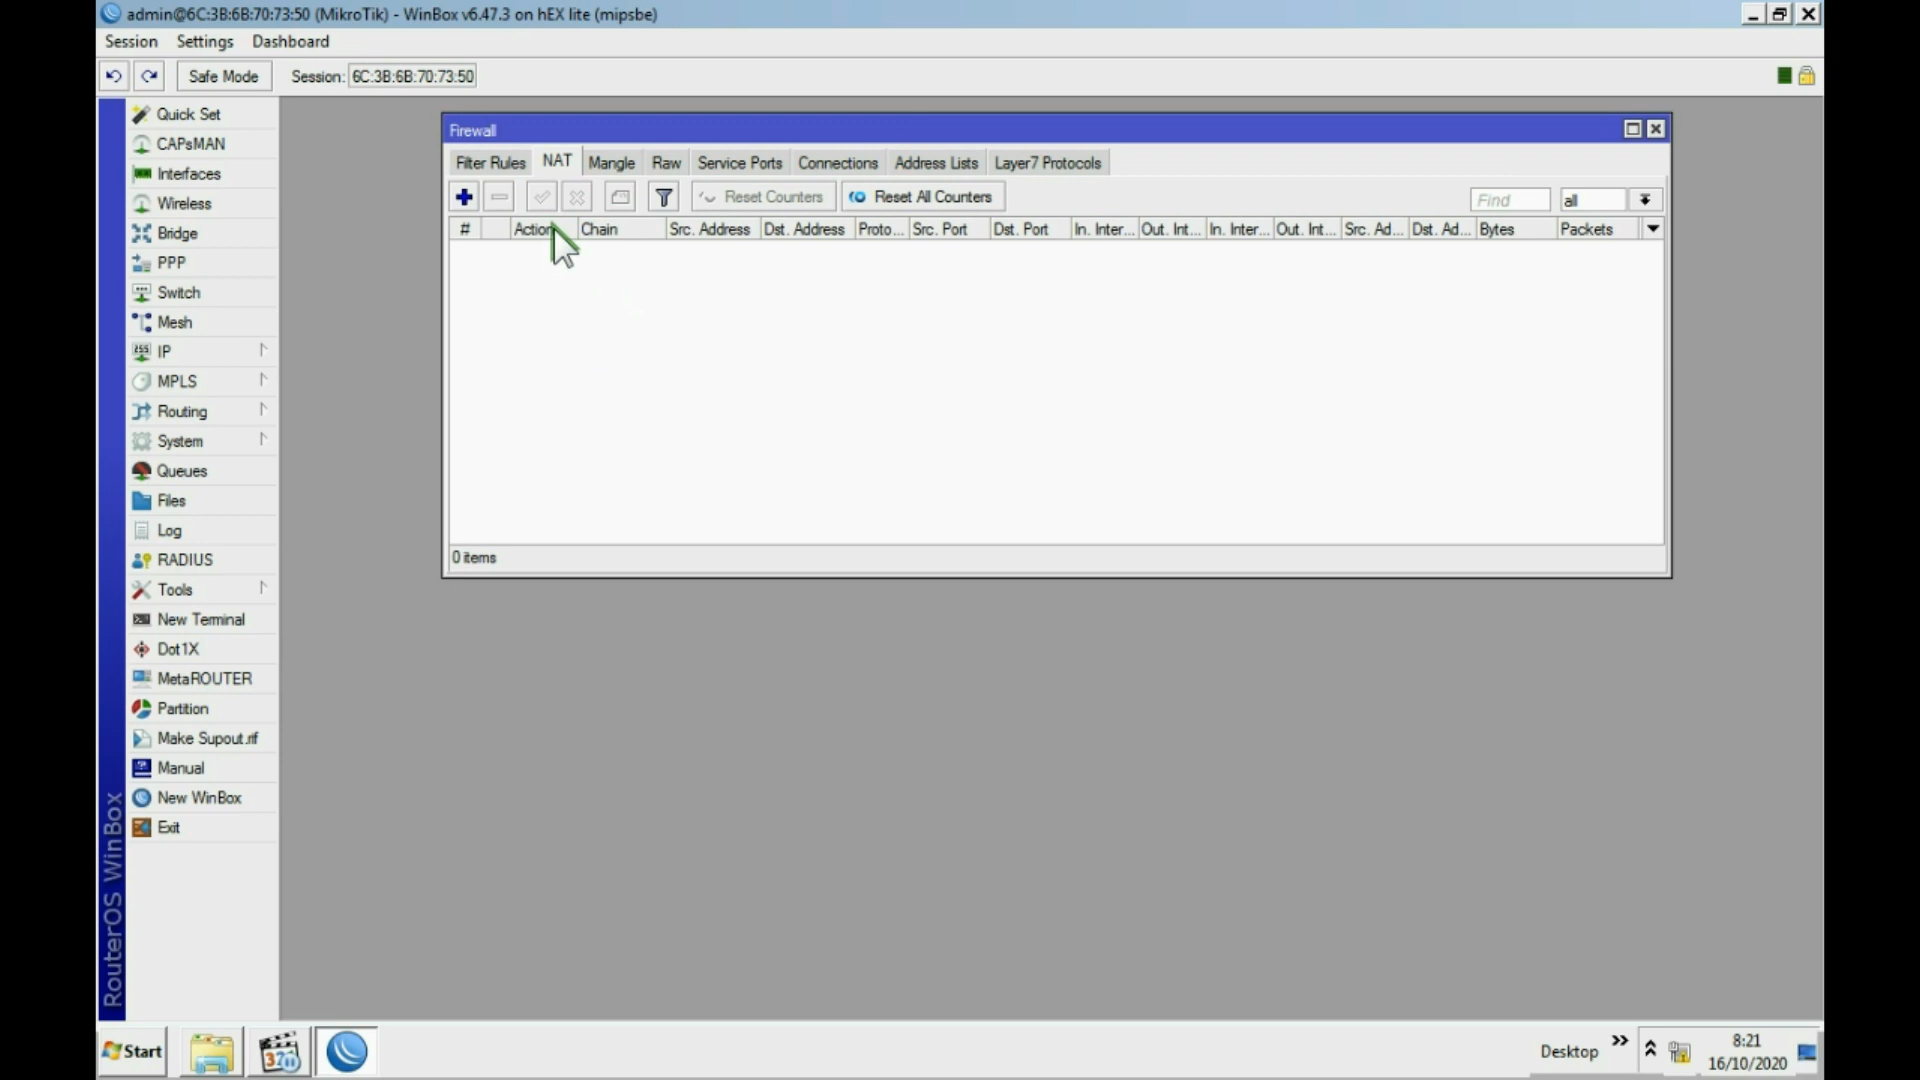 admin@6C:3B:6B:70:73:50 (MikroTik) - WinBox v6.47.3 on hEX lite (mipsbe)
Session Settings Dashboard
Safe Mode Session: 6C:3B:6B:70:73:50
Quick Set
CAPsMAN
Interfaces
Wireless
Bridge
PPP
Switch
Mesh
IP
MPLS
Routing
System
Queues
Files
Log
RADIUS
Tools
New Terminal
Dot1X
MetaROUTER
Partition
Make Supout.rif
Manual
New WinBox
Exit
RouterOS WinBox
Firewall
Filter Rules NAT Mangle Raw Service Ports Connections Address Lists Layer7 Protocols
Reset Counters Reset All Counters Find all
# Action Chain Src. Address Dst. Address Proto... Src. Port Dst. Port In. Inter... Out. Int... In. Inter... Out. Int... Src. Ad... Dst. Ad... Bytes Packets
0 items
Start
Desktop
8:21
16/10/2020